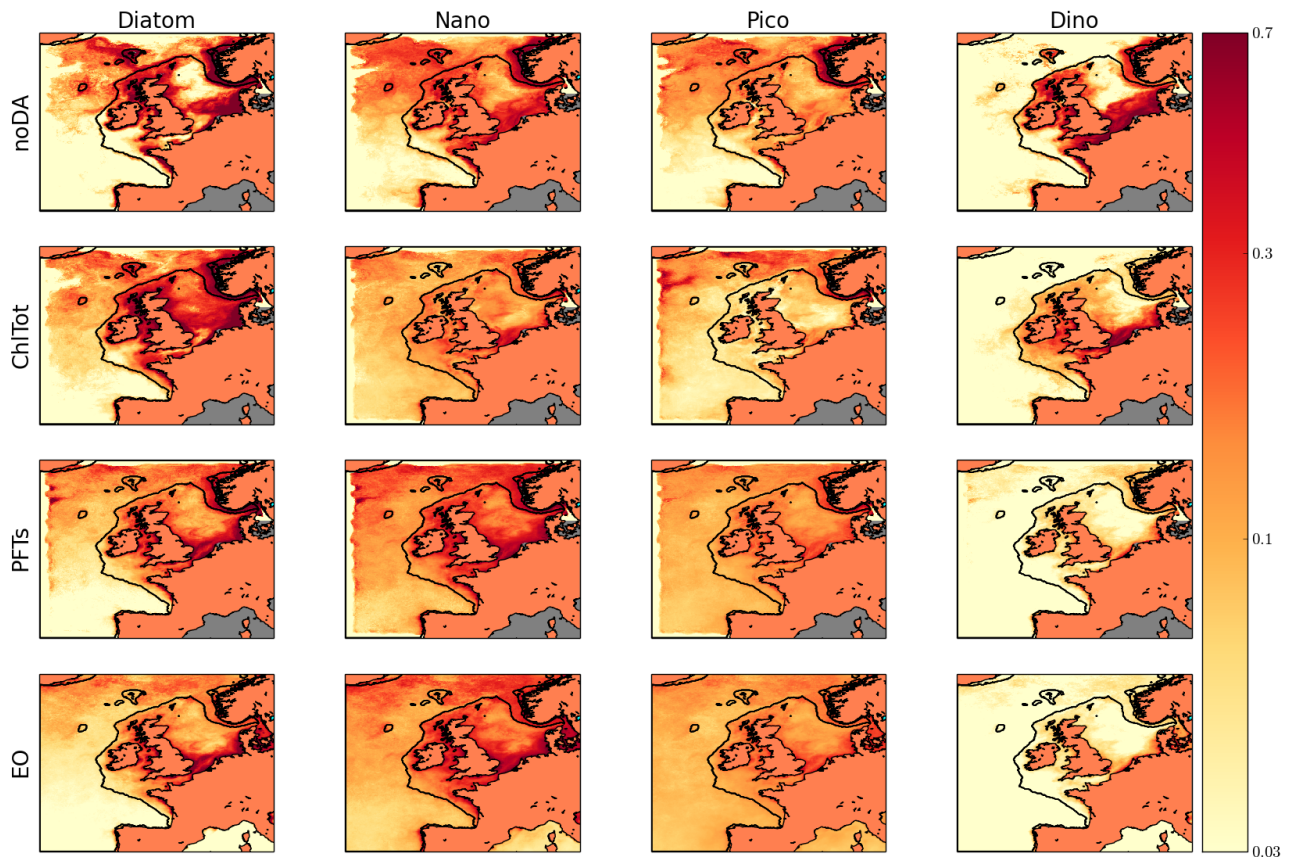 Diatom Nano Pico Dino
noDA
ChlTot
PFTs
EO
0.7
0.3
0.1
0.03